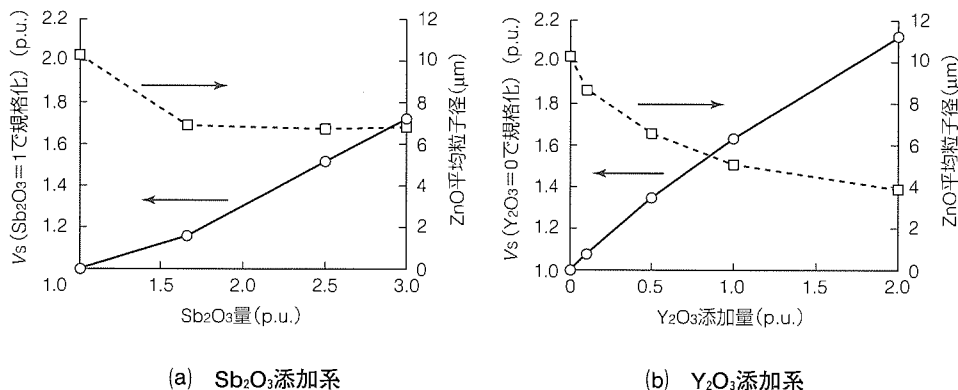 Vs（Sb₂O₃＝1で規格化）(p.u.)
2.2
2.0
1.8
1.6
1.4
1.2
1.0
12
10
8
6
4
2
0
ZnO平均粒子径(μm)
1.0 1.5 2.0 2.5 3.0
Sb₂O₃量(p.u.)
(a) Sb₂O₃添加系
Vs（Y₂O₃＝0で規格化）(p.u.)
2.2
2.0
1.8
1.6
1.4
1.2
1.0
12
10
8
6
4
2
0
ZnO平均粒子径(μm)
0 0.5 1.0 1.5 2.0
Y₂O₃添加量(p.u.)
(b) Y₂O₃添加系